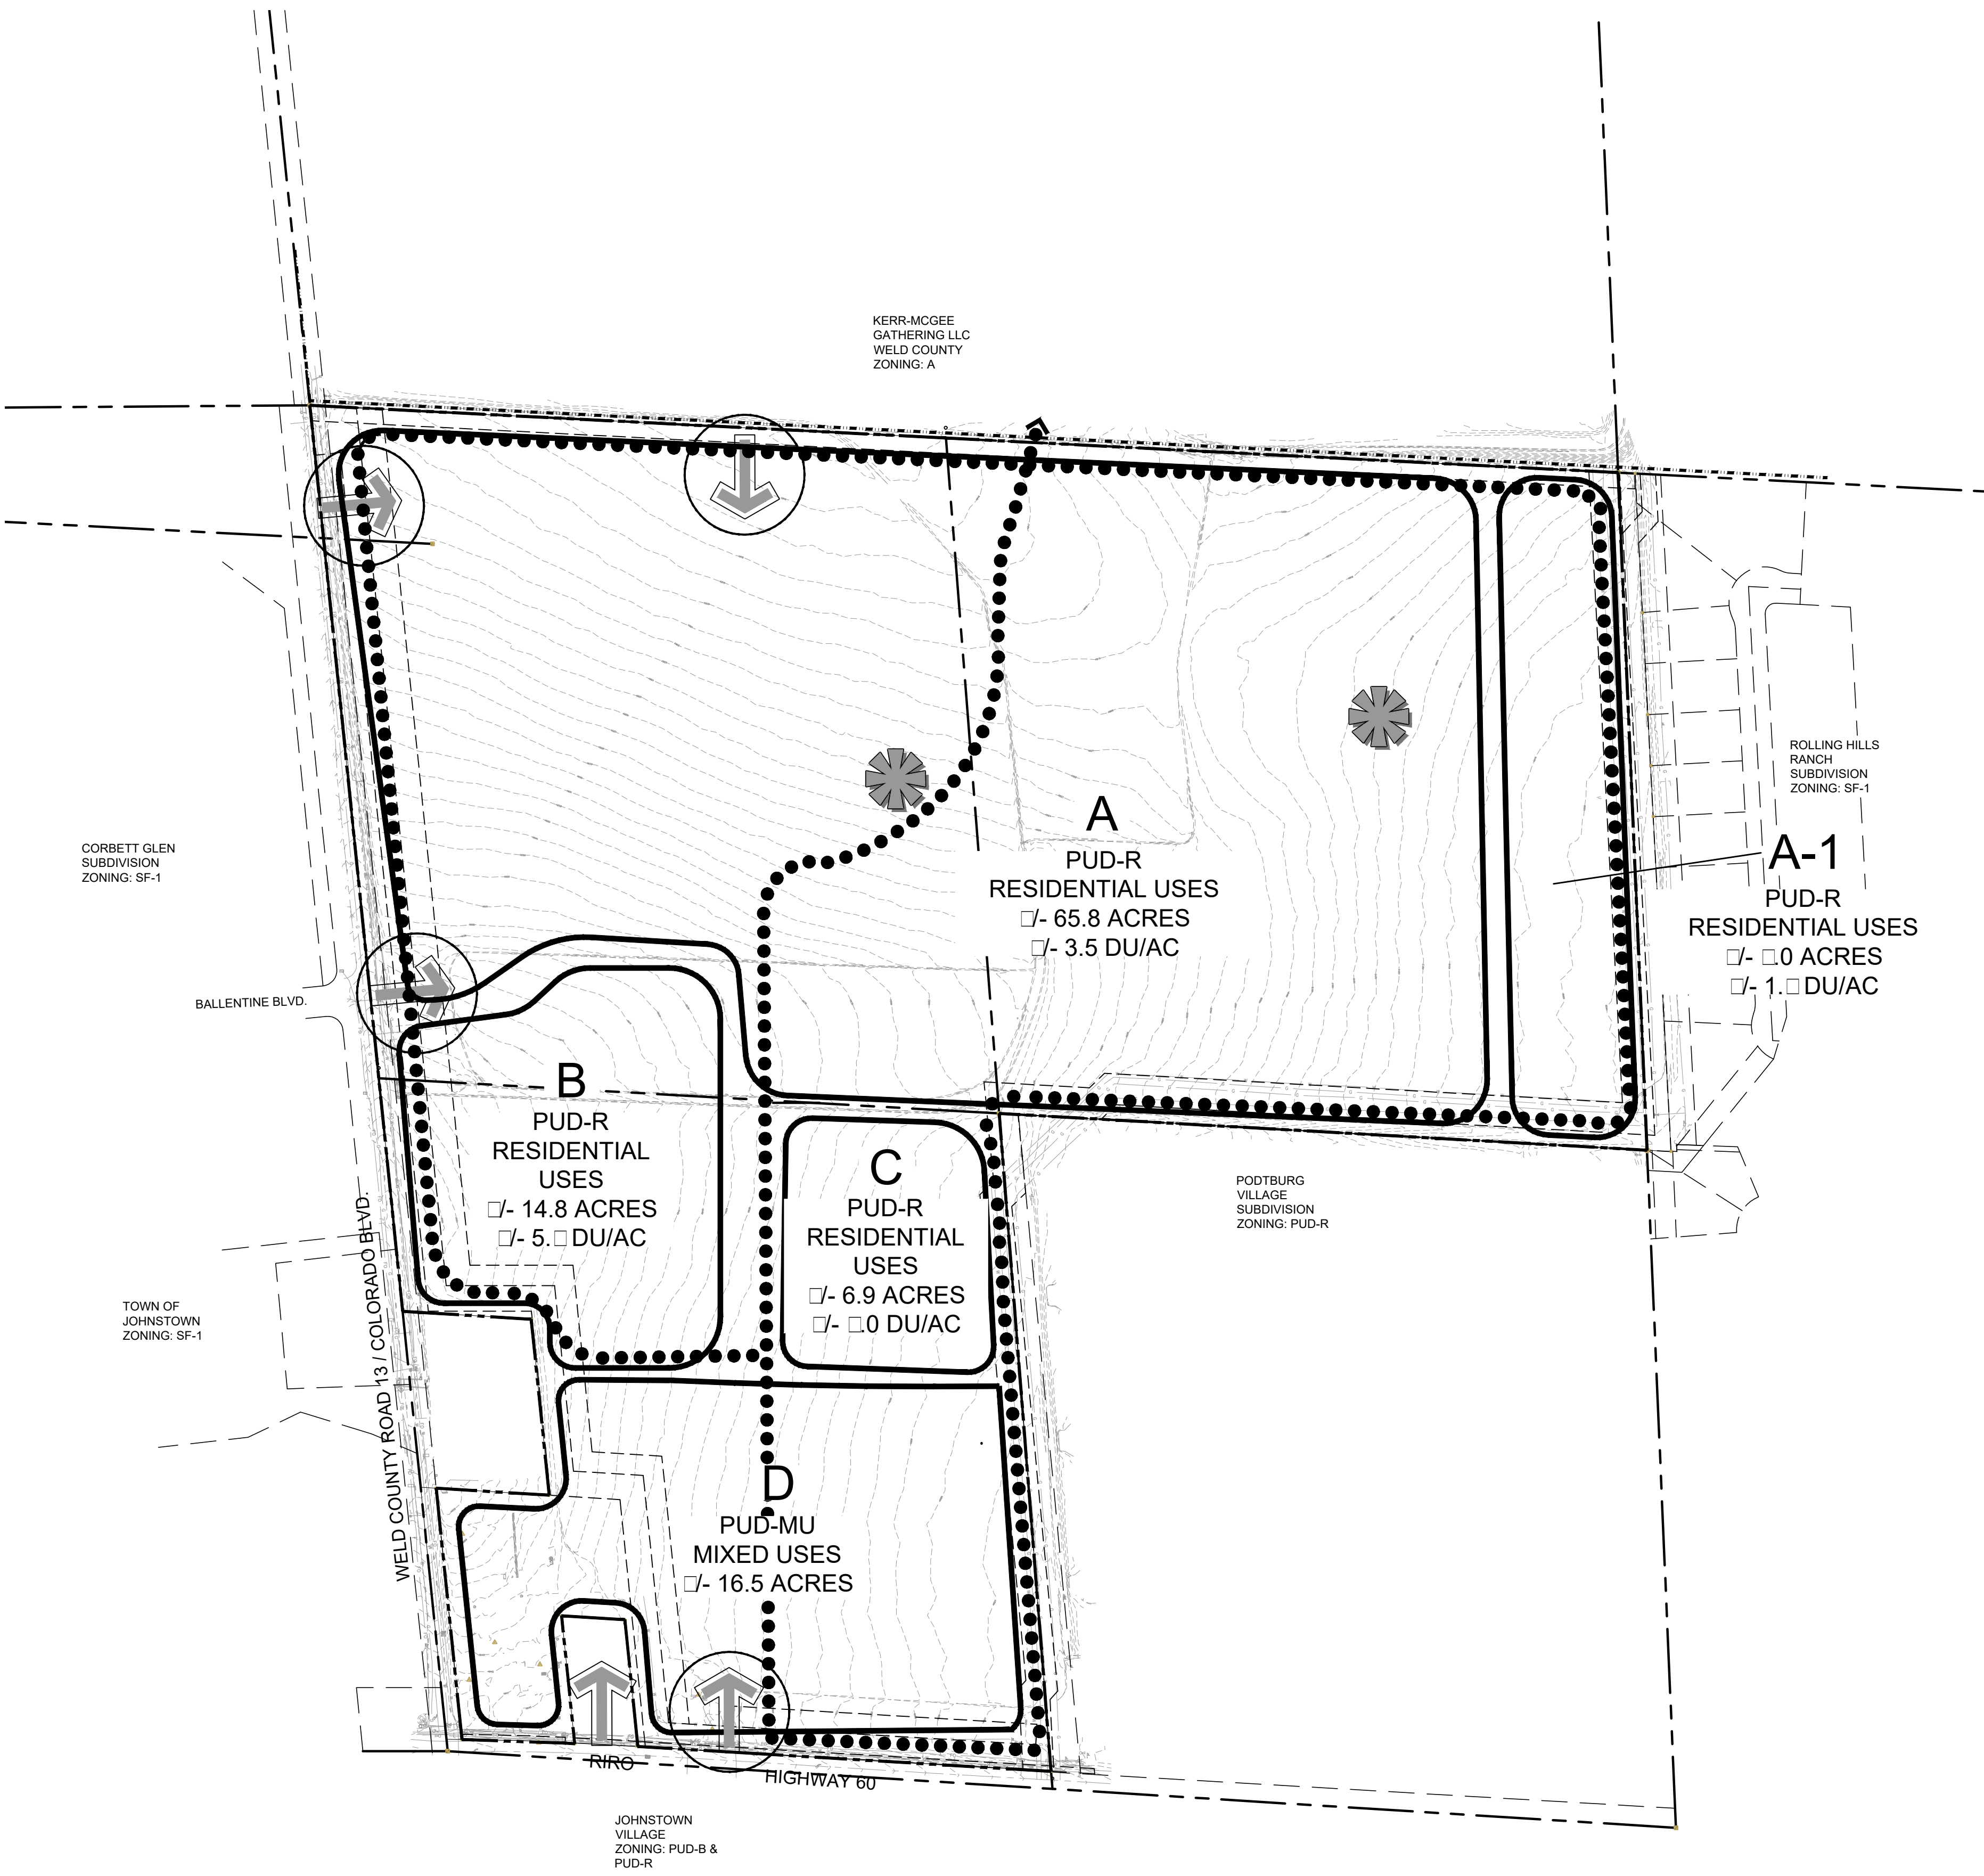 KERR-MCGEE
GATHERING LLC
WELD COUNTY
ZONING: A
ROLLING HILLS
RANCH
SUBDIVISION
ZONING: SF-1
A
PUD-R
RESIDENTIAL USES
□/- 65.8 ACRES
□/- 3.5 DU/AC
A-1
PUD-R
RESIDENTIAL USES
□/- □.0 ACRES
□/- 1.□ DU/AC
CORBETT GLEN
SUBDIVISION
ZONING: SF-1
BALLENTINE BLVD.
B
PUD-R
RESIDENTIAL
USES
□/- 14.8 ACRES
□/- 5.□ DU/AC
C
PUD-R
RESIDENTIAL
USES
□/- 6.9 ACRES
□/- □.0 DU/AC
PODTBURG
VILLAGE
SUBDIVISION
ZONING: PUD-R
TOWN OF
JOHNSTOWN
ZONING: SF-1
WELD COUNTY ROAD 13 / COLORADO BLVD.
D
PUD-MU
MIXED USES
□/- 16.5 ACRES
RIRO
HIGHWAY 60
JOHNSTOWN
VILLAGE
ZONING: PUD-B &
PUD-R